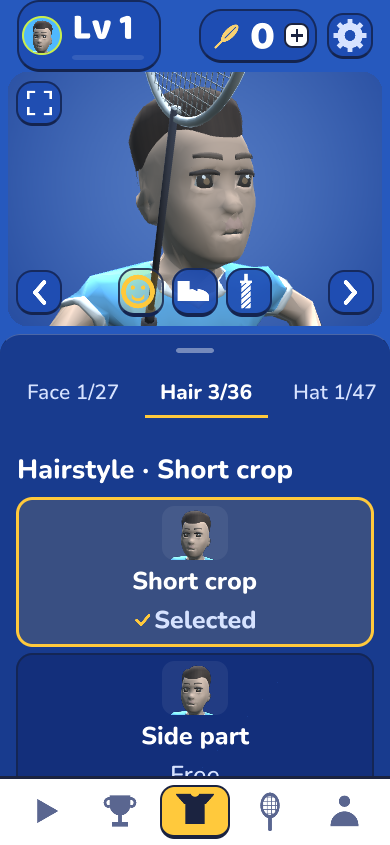 Lv 1
0
Face 1/27
Hair 3/36
Hat 1/47
Hairstyle · Short crop
Short crop
Selected
Side part
Free